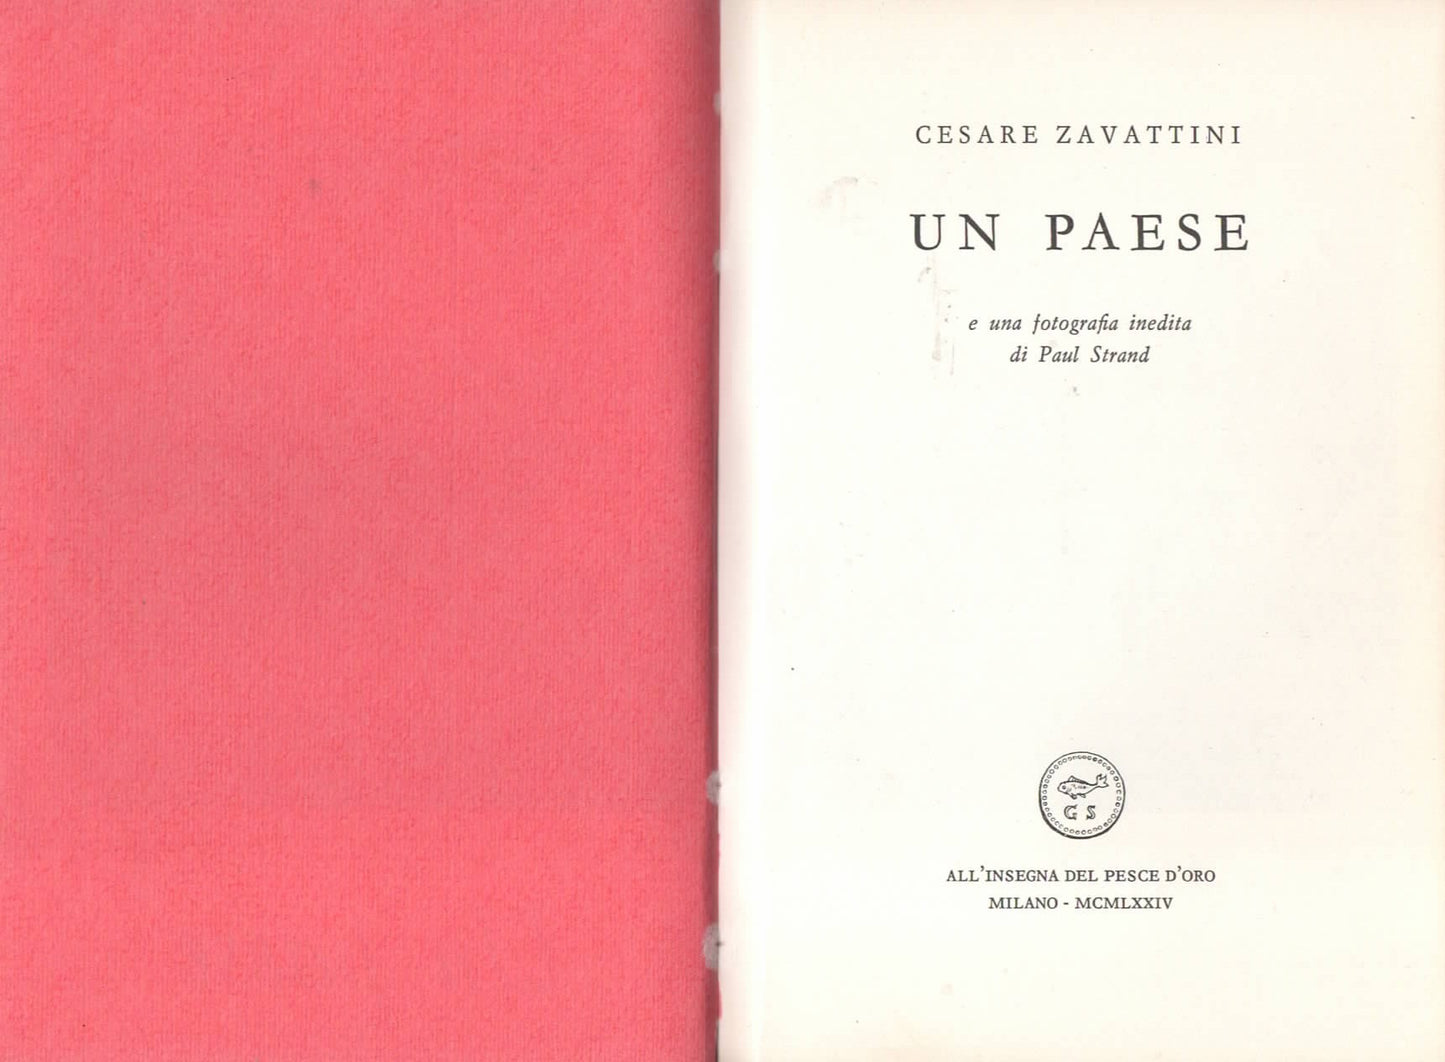 CESARE ZAVATTINI
UN PAESE
e una fotografia inedita
di Paul Strand
G S
ALL'INSEGNA DEL PESCE D'ORO
MILANO - MCMLXXIV